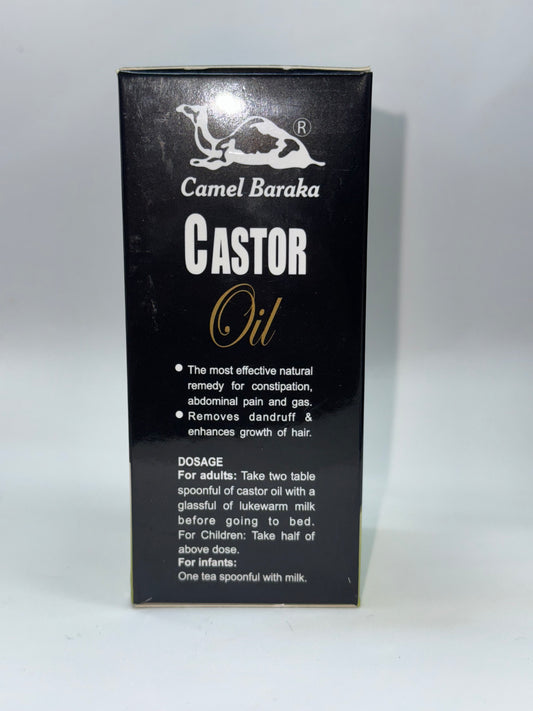 ®
Camel Baraka
CASTOR
Oil
• The most effective natural
remedy for constipation,
abdominal pain and gas.
• Removes dandruff &
enhances growth of hair.
DOSAGE
For adults: Take two table
spoonful of castor oil with a
glassful of lukewarm milk
before going to bed.
For Children: Take half of
above dose.
For infants:
One tea spoonful with milk.